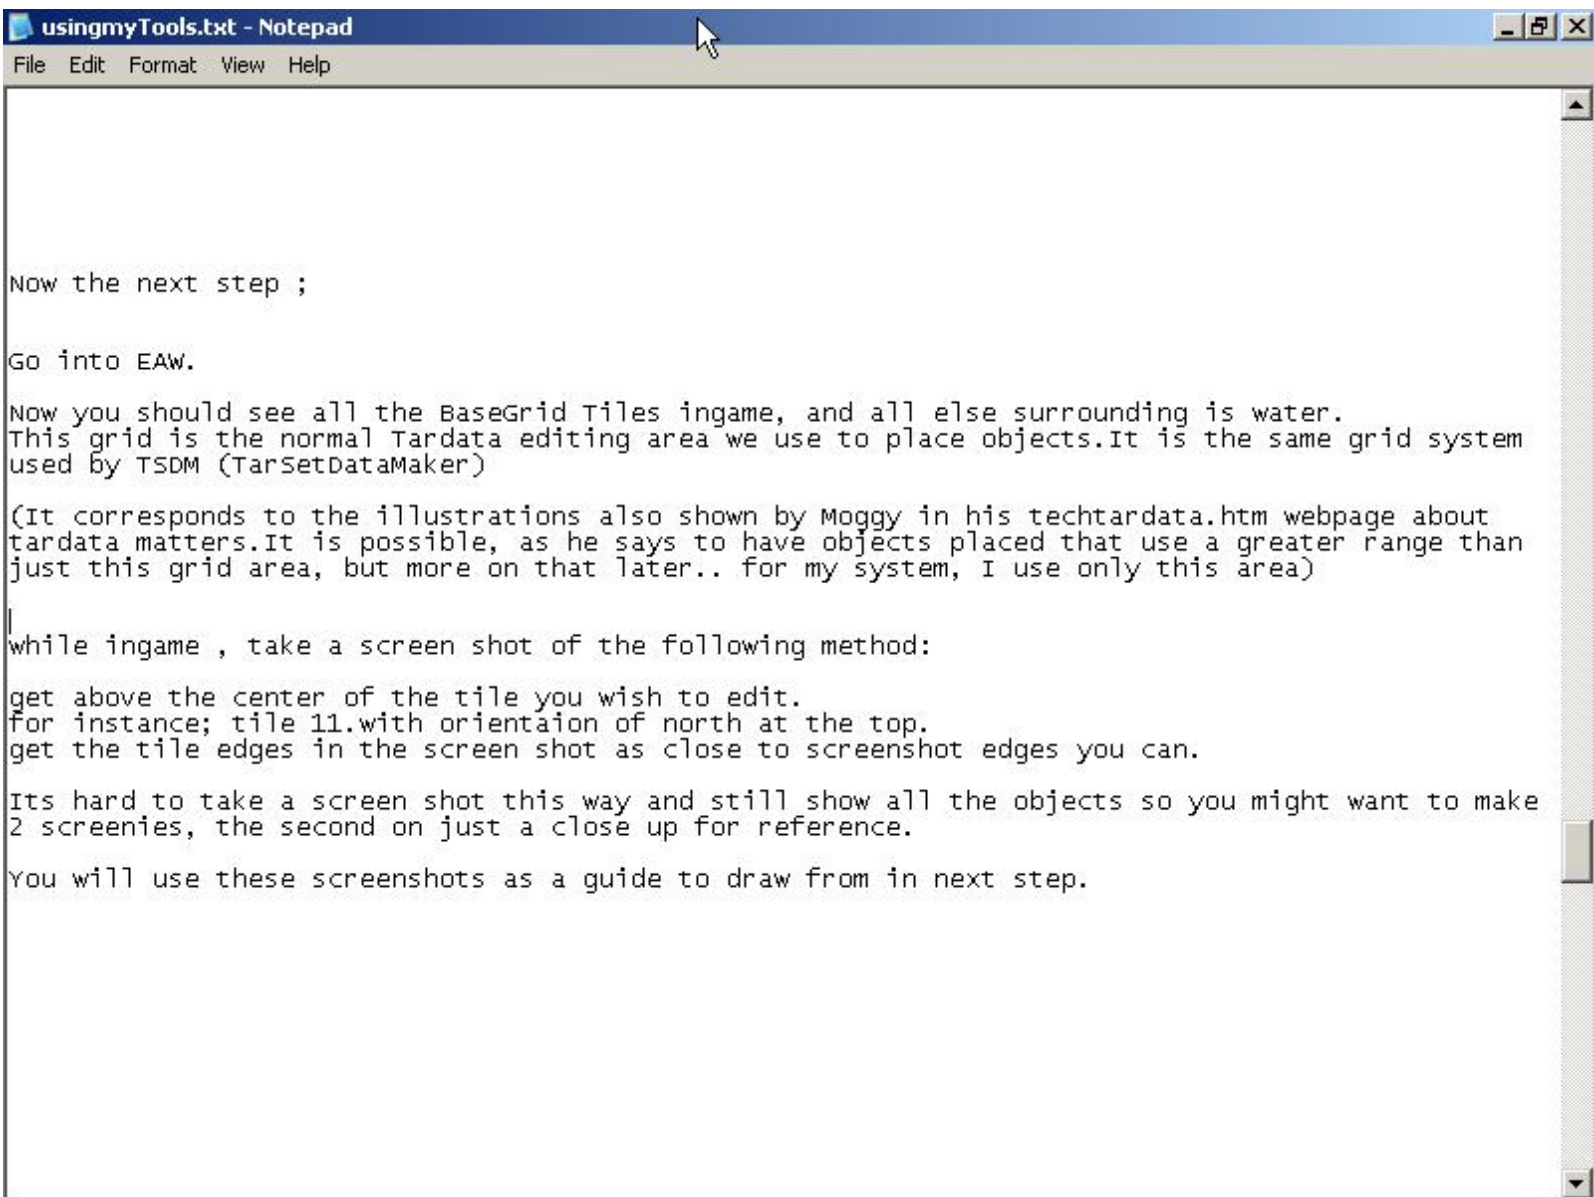 usingmyTools.txt - Notepad
File Edit Format View Help
Now the next step ;
Go into EAW.
Now you should see all the BaseGrid Tiles ingame, and all else surrounding is water.
This grid is the normal Tardata editing area we use to place objects.It is the same grid system
used by TSDM (TarSetDataMaker)
(It corresponds to the illustrations also shown by Moggy in his techtardata.htm webpage about
tardata matters.It is possible, as he says to have objects placed that use a greater range than
just this grid area, but more on that later.. for my system, I use only this area)
while ingame , take a screen shot of the following method:
get above the center of the tile you wish to edit.
for instance; tile 11.with orientaion of north at the top.
get the tile edges in the screen shot as close to screenshot edges you can.
Its hard to take a screen shot this way and still show all the objects so you might want to make
2 screenies, the second on just a close up for reference.
You will use these screenshots as a guide to draw from in next step.